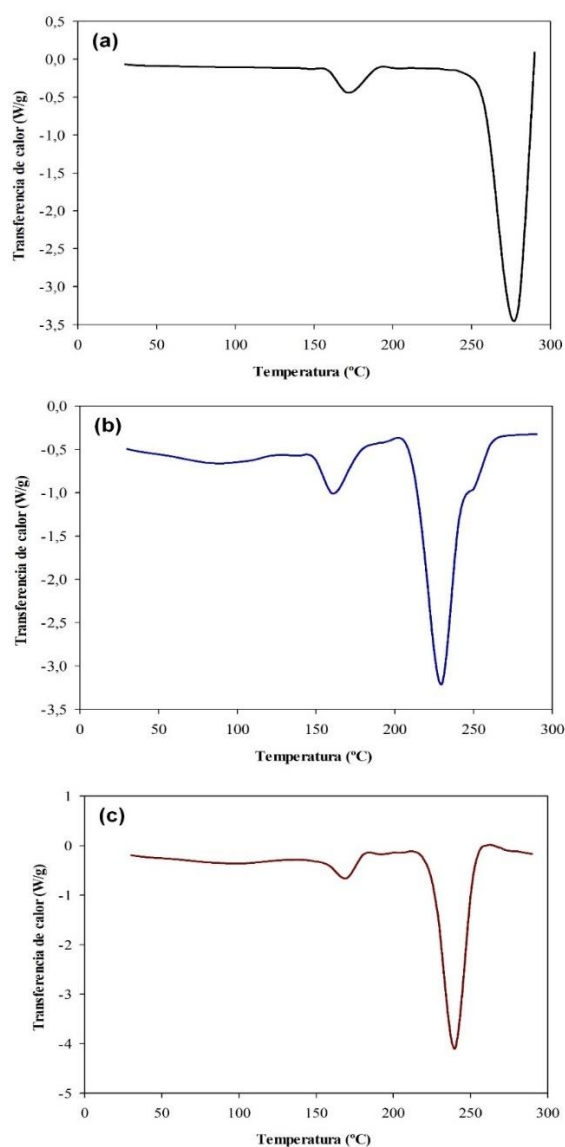 (a)
0,5
0,0
-0,5
-1,0
-1,5
-2,0
-2,5
-3,0
-3,5
Transferencia de calor (W/g)
0 50 100 150 200 250 300
Temperatura (ºC)
(b)
0,0
-0,5
-1,0
-1,5
-2,0
-2,5
-3,0
-3,5
Transferencia de calor (W/g)
0 50 100 150 200 250 300
Temperatura (ºC)
(c)
1
0
-1
-2
-3
-4
-5
Transferencia de calor (W/g)
0 50 100 150 200 250 300
Temperatura (ºC)